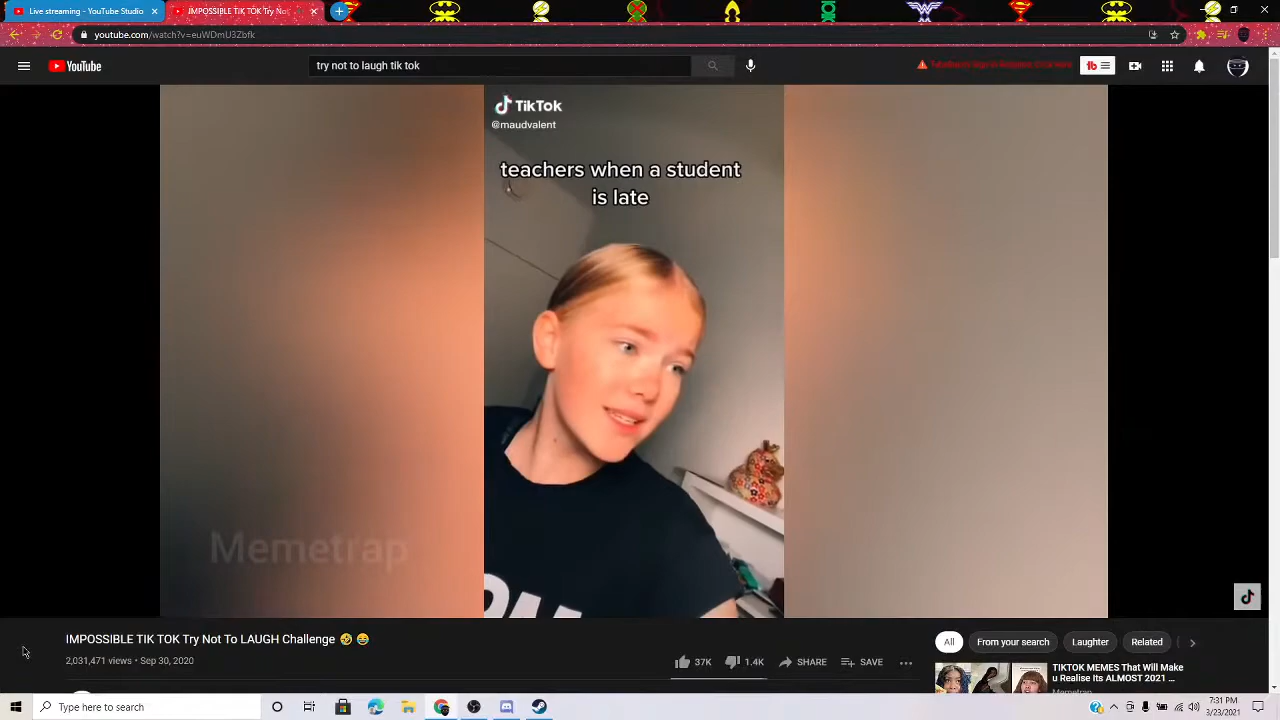 Live streaming - YouTube Studio
IMPOSSIBLE TIK TOK Try Not
youtube.com/watch?v=euWDmU3Zbfk
YouTube
try not to laugh tik tok
TikTok
@maudvalent
teachers when a student
is late
Memetrap
IMPOSSIBLE TIK TOK Try Not To LAUGH Challenge 🤣😂
2,031,471 views • Sep 30, 2020
37K
1.4K
SHARE
SAVE
All
From your search
Laughter
Related
TIKTOK MEMES That Will Make
u Realise Its ALMOST 2021 ...
Memetrap
Type here to search
7:31 PM
3/23/2021